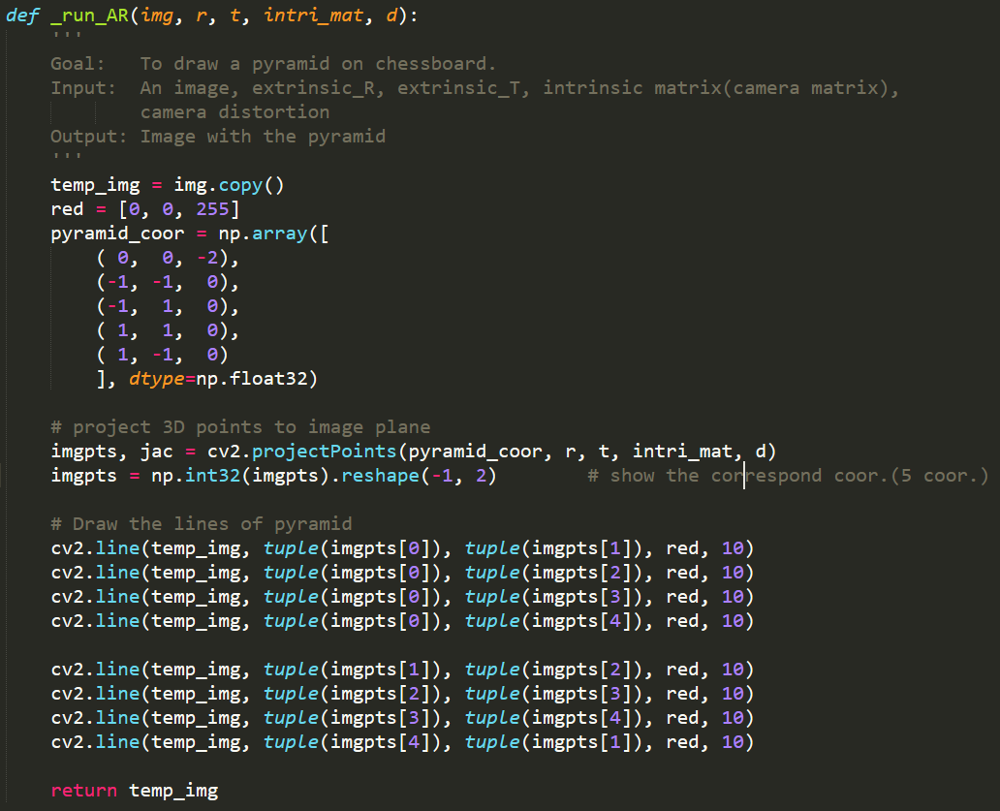 def _run_AR(img, r, t, intri_mat, d):
    '''
    Goal:   To draw a pyramid on chessboard.
    Input:  An image, extrinsic_R, extrinsic_T, intrinsic matrix(camera matrix),
            camera distortion
    Output: Image with the pyramid
    '''
    temp_img = img.copy()
    red = [0, 0, 255]
    pyramid_coor = np.array([
        ( 0,  0, -2),
        (-1, -1,  0),
        (-1,  1,  0),
        ( 1,  1,  0),
        ( 1, -1,  0)
        ], dtype=np.float32)

    # project 3D points to image plane
    imgpts, jac = cv2.projectPoints(pyramid_coor, r, t, intri_mat, d)
    imgpts = np.int32(imgpts).reshape(-1, 2)        # show the correspond coor.(5 coor.)

    # Draw the lines of pyramid
    cv2.line(temp_img, tuple(imgpts[0]), tuple(imgpts[1]), red, 10)
    cv2.line(temp_img, tuple(imgpts[0]), tuple(imgpts[2]), red, 10)
    cv2.line(temp_img, tuple(imgpts[0]), tuple(imgpts[3]), red, 10)
    cv2.line(temp_img, tuple(imgpts[0]), tuple(imgpts[4]), red, 10)

    cv2.line(temp_img, tuple(imgpts[1]), tuple(imgpts[2]), red, 10)
    cv2.line(temp_img, tuple(imgpts[2]), tuple(imgpts[3]), red, 10)
    cv2.line(temp_img, tuple(imgpts[3]), tuple(imgpts[4]), red, 10)
    cv2.line(temp_img, tuple(imgpts[4]), tuple(imgpts[1]), red, 10)

    return temp_img